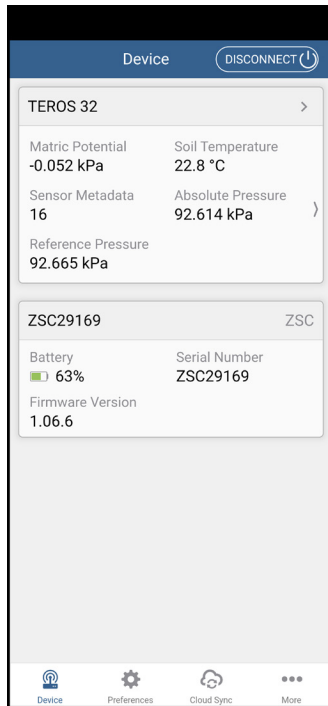 Device
DISCONNECT
TEROS 32
Matric Potential Soil Temperature
-0.052 kPa 22.8 °C
Sensor Metadata Absolute Pressure
16 92.614 kPa
Reference Pressure
92.665 kPa
ZSC29169 ZSC
Battery Serial Number
63% ZSC29169
Firmware Version
1.06.6
Device Preferences Cloud Sync More